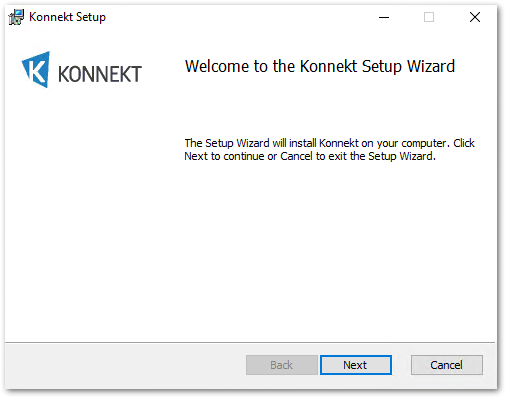 Konnekt Setup
KONNEKT
Welcome to the Konnekt Setup Wizard
The Setup Wizard will install Konnekt on your computer. Click
Next to continue or Cancel to exit the Setup Wizard.
Back
Next
Cancel